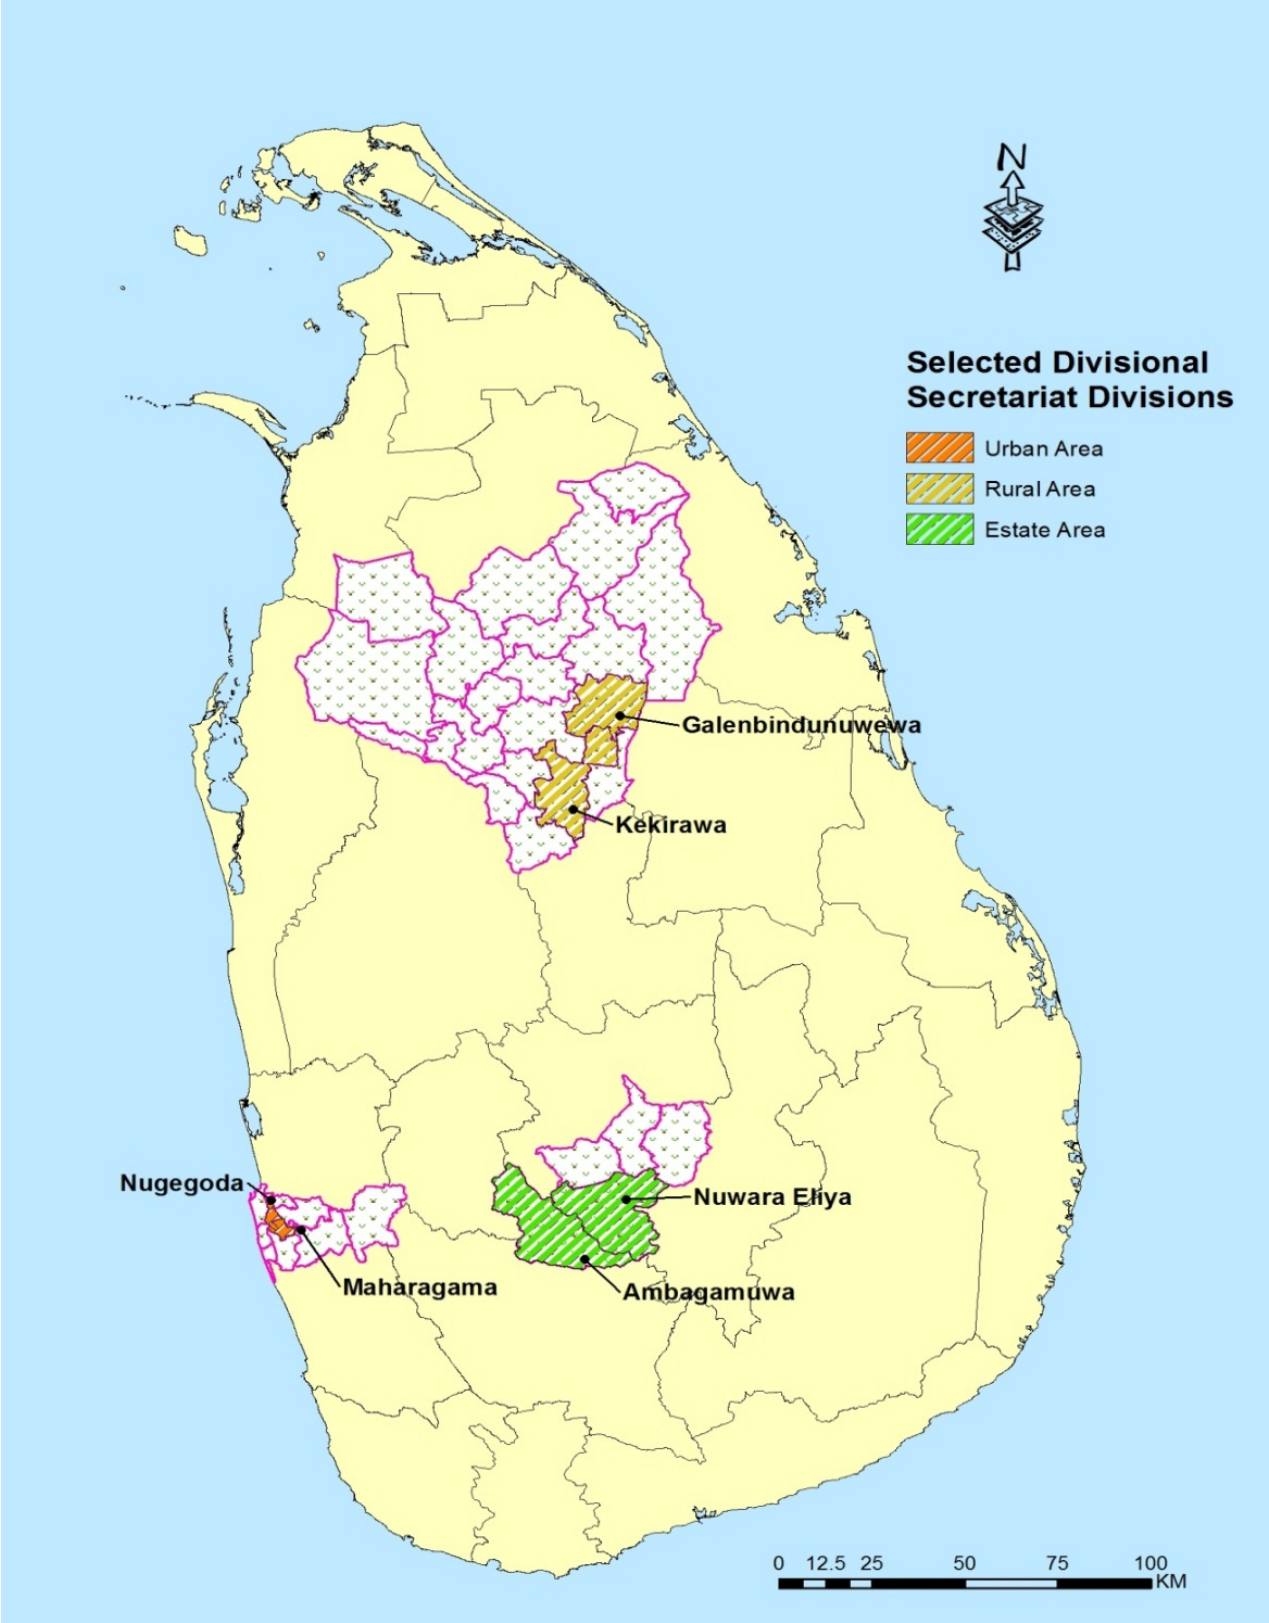 N
Selected Divisional
Secretariat Divisions
Urban Area
Rural Area
Estate Area
Galenbindunuwewa
Kekirawa
Nugegoda
Nuwara Eliya
Maharagama
Ambagamuwa
0 12.5 25 50 75 100
KM